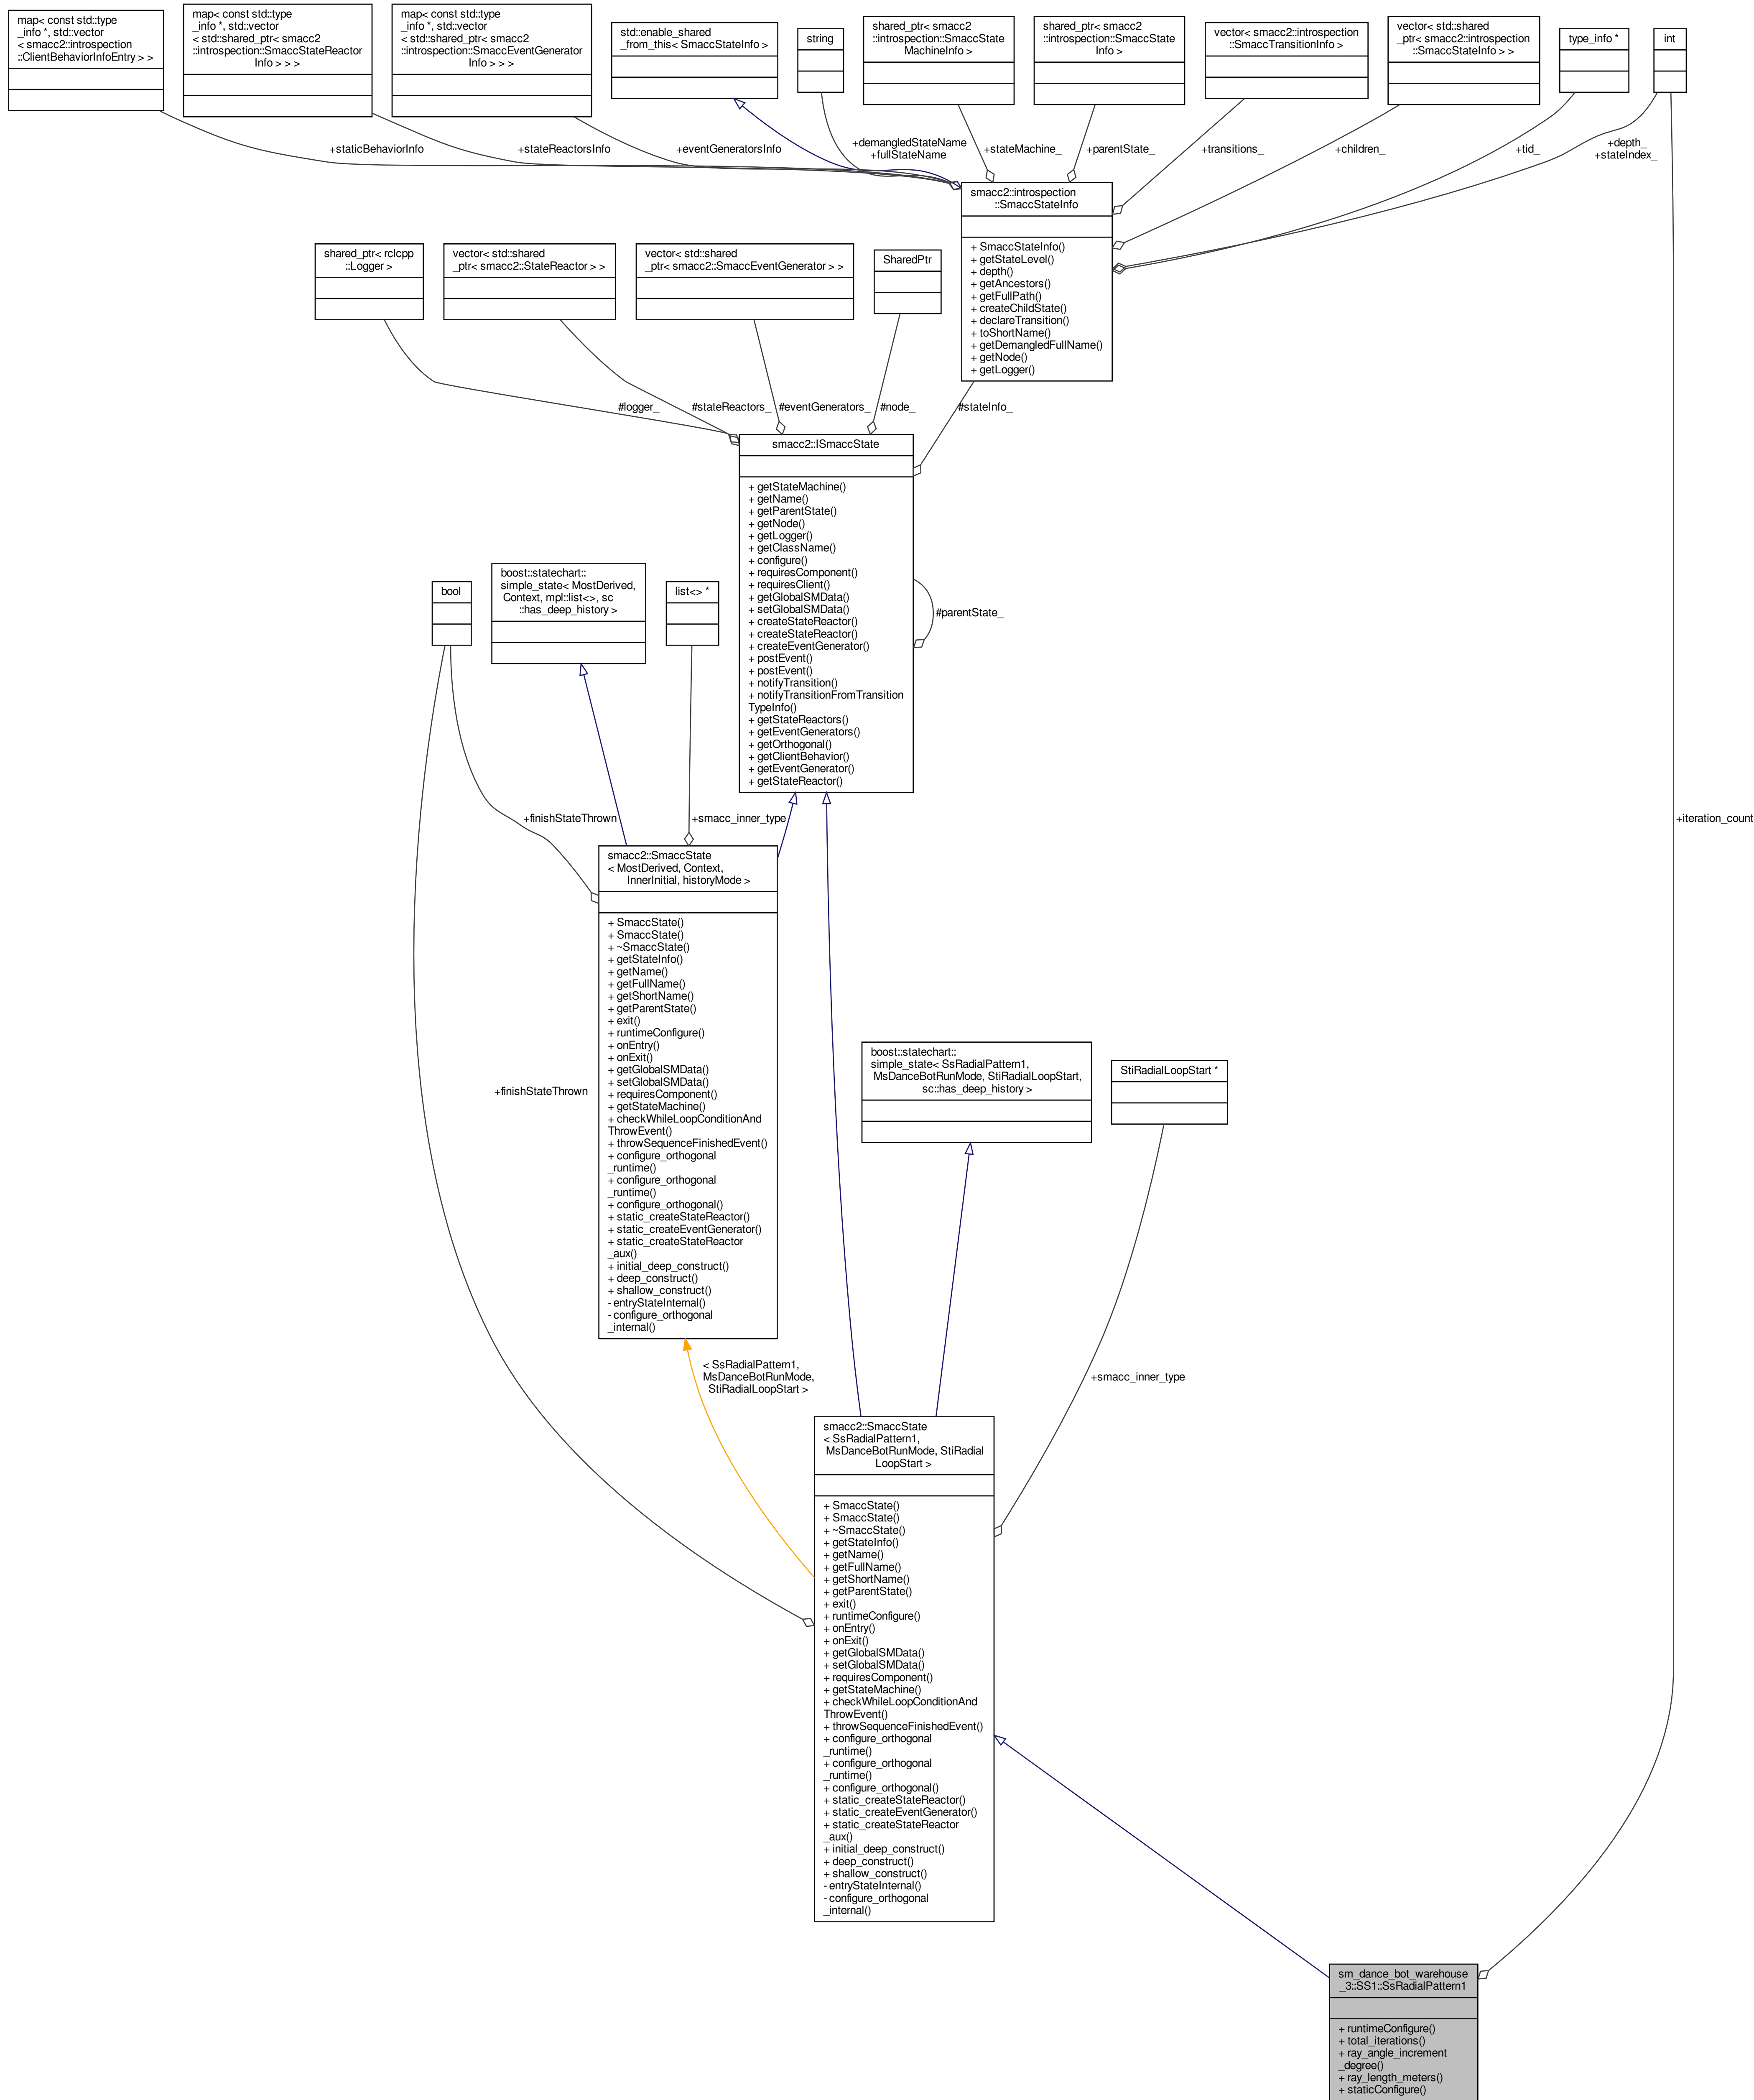 map< const std::type
_info *, std::vector
< smacc2::introspection
::ClientBehaviorInfoEntry > >
map< const std::type
_info *, std::vector
< std::shared_ptr< smacc2
::introspection::SmaccStateReactor
Info > > >
map< const std::type
_info *, std::vector
< std::shared_ptr< smacc2
::introspection::SmaccEventGenerator
Info > > >
std::enable_shared
_from_this< SmaccStateInfo >
string
shared_ptr< smacc2
::introspection::SmaccState
MachineInfo >
shared_ptr< smacc2
::introspection::SmaccState
Info >
vector< smacc2::introspection
::SmaccTransitionInfo >
vector< std::shared
_ptr< smacc2::introspection
::SmaccStateInfo > >
type_info *
int
+staticBehaviorInfo
+stateReactorsInfo
+eventGeneratorsInfo
+demangledStateName
+fullStateName
+stateMachine_
+parentState_
+transitions_
+children_
+tid_
+depth_
+stateIndex_
smacc2::introspection
::SmaccStateInfo
+ SmaccStateInfo()
+ getStateLevel()
+ depth()
+ getAncestors()
+ getFullPath()
+ createChildState()
+ declareTransition()
+ toShortName()
+ getDemangledFullName()
+ getNode()
+ getLogger()
shared_ptr< rclcpp
::Logger >
vector< std::shared
_ptr< smacc2::StateReactor > >
vector< std::shared
_ptr< smacc2::SmaccEventGenerator > >
SharedPtr
#logger_
#stateReactors_
#eventGenerators_
#node_
#stateInfo_
smacc2::ISmaccState
+ getStateMachine()
+ getName()
+ getParentState()
+ getNode()
+ getLogger()
+ getClassName()
+ configure()
+ requiresComponent()
+ requiresClient()
+ getGlobalSMData()
+ setGlobalSMData()
+ createStateReactor()
+ createStateReactor()
+ createEventGenerator()
+ postEvent()
+ postEvent()
+ notifyTransition()
+ notifyTransitionFromTransition
TypeInfo()
+ getStateReactors()
+ getEventGenerators()
+ getOrthogonal()
+ getClientBehavior()
+ getEventGenerator()
+ getStateReactor()
#parentState_
bool
boost::statechart::
simple_state< MostDerived,
Context, mpl::list<>, sc
::has_deep_history >
list<> *
+finishStateThrown
+smacc_inner_type
+iteration_count
smacc2::SmaccState
< MostDerived, Context,
InnerInitial, historyMode >
+ SmaccState()
+ SmaccState()
+ ~SmaccState()
+ getStateInfo()
+ getName()
+ getFullName()
+ getShortName()
+ getParentState()
+ exit()
+ runtimeConfigure()
+ onEntry()
+ onExit()
+ getGlobalSMData()
+ setGlobalSMData()
+ requiresComponent()
+ getStateMachine()
+ checkWhileLoopConditionAnd
ThrowEvent()
+ throwSequenceFinishedEvent()
+ configure_orthogonal
_runtime()
+ configure_orthogonal
_runtime()
+ configure_orthogonal()
+ static_createStateReactor()
+ static_createEventGenerator()
+ static_createStateReactor
_aux()
+ initial_deep_construct()
+ deep_construct()
+ shallow_construct()
- entryStateInternal()
- configure_orthogonal
_internal()
+finishStateThrown
boost::statechart::
simple_state< SsRadialPattern1,
MsDanceBotRunMode, StiRadialLoopStart,
sc::has_deep_history >
StiRadialLoopStart *
< SsRadialPattern1,
MsDanceBotRunMode,
StiRadialLoopStart >
+smacc_inner_type
smacc2::SmaccState
< SsRadialPattern1,
MsDanceBotRunMode, StiRadial
LoopStart >
+ SmaccState()
+ SmaccState()
+ ~SmaccState()
+ getStateInfo()
+ getName()
+ getFullName()
+ getShortName()
+ getParentState()
+ exit()
+ runtimeConfigure()
+ onEntry()
+ onExit()
+ getGlobalSMData()
+ setGlobalSMData()
+ requiresComponent()
+ getStateMachine()
+ checkWhileLoopConditionAnd
ThrowEvent()
+ throwSequenceFinishedEvent()
+ configure_orthogonal
_runtime()
+ configure_orthogonal
_runtime()
+ configure_orthogonal()
+ static_createStateReactor()
+ static_createEventGenerator()
+ static_createStateReactor
_aux()
+ initial_deep_construct()
+ deep_construct()
+ shallow_construct()
- entryStateInternal()
- configure_orthogonal
_internal()
sm_dance_bot_warehouse
_3::SS1::SsRadialPattern1
+ runtimeConfigure()
+ total_iterations()
+ ray_angle_increment
_degree()
+ ray_length_meters()
+ staticConfigure()